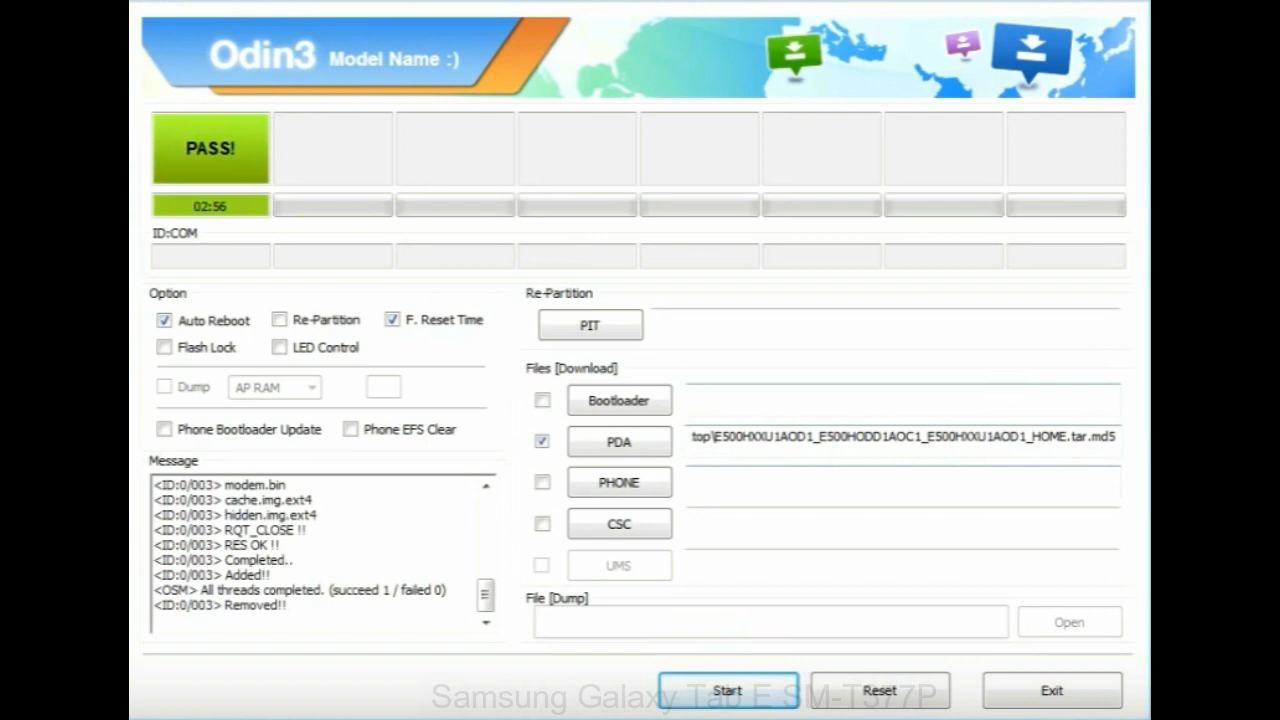 Odin3 Model Name :)
PASS!
02:56
ID:COM
Option
Auto Reboot Re-Partition F. Reset Time
Flash Lock LED Control
Dump AP RAM
Phone Bootloader Update Phone EFS Clear
Message
<ID:0/003> modem.bin
<ID:0/003> cache.img.ext4
<ID:0/003> hidden.img.ext4
<ID:0/003> RQT_CLOSE !!
<ID:0/003> RES OK !!
<ID:0/003> Completed..
<ID:0/003> Added!!
<OSM> All threads completed. (succeed 1 / failed 0)
<ID:0/003> Removed!!
Re-Partition
PIT
Files [Download]
Bootloader
PDA top\E500HXXU1AOD1_E500HODD1AOC1_E500HXXU1AOD1_HOME.tar.md5
PHONE
CSC
UMS
File [Dump]
Open
Start Reset Exit
Samsung Galaxy Tab E SM-T377P